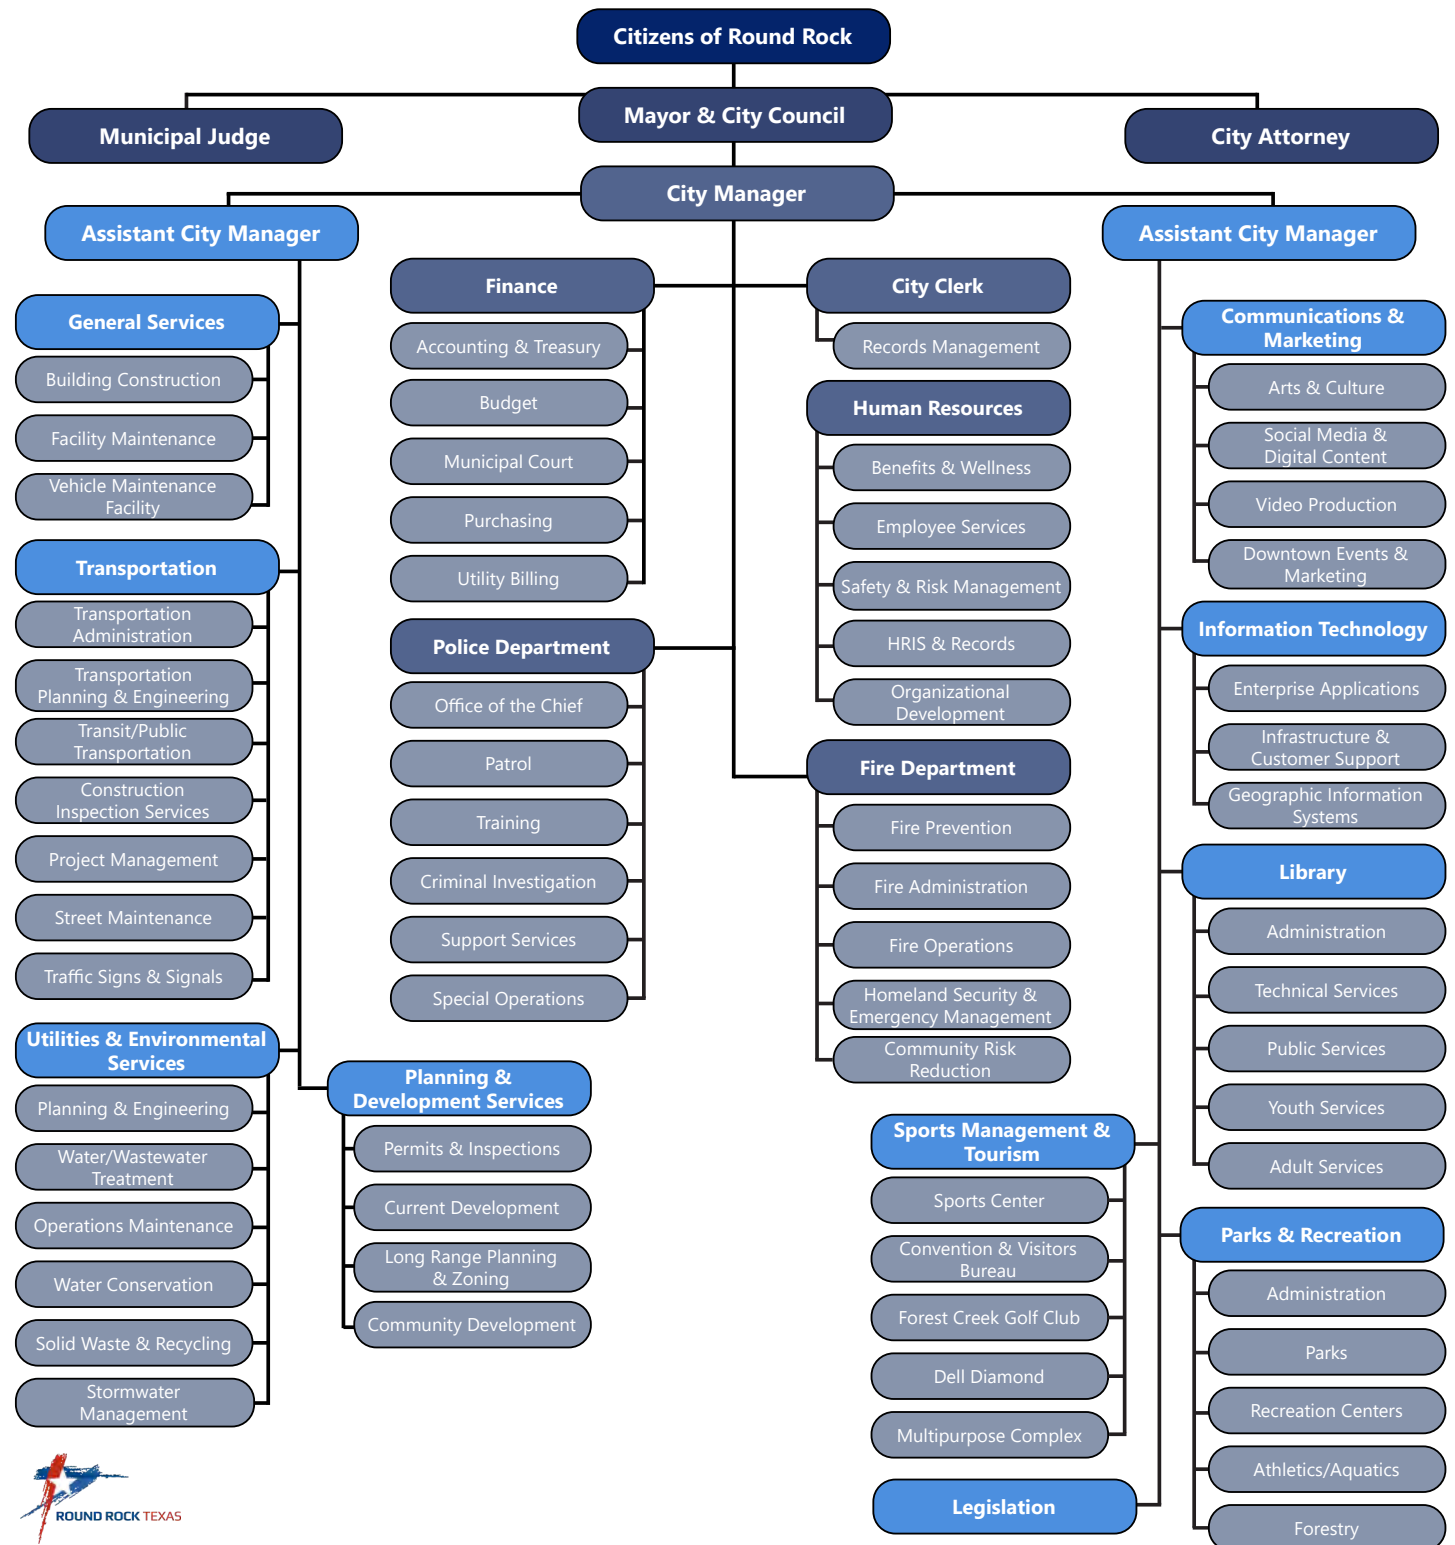 Citizens of Round Rock
Mayor & City Council
Municipal Judge
City Attorney
City Manager
Assistant City Manager
General Services
Building Construction
Facility Maintenance
Vehicle Maintenance
Facility
Transportation
Transportation
Administration
Transportation
Planning & Engineering
Transit/Public
Transportation
Construction
Inspection Services
Project Management
Street Maintenance
Traffic Signs & Signals
Utilities & Environmental
Services
Planning & Engineering
Water/Wastewater
Treatment
Operations Maintenance
Water Conservation
Solid Waste & Recycling
Stormwater
Management
Planning &
Development Services
Permits & Inspections
Current Development
Long Range Planning
& Zoning
Community Development
Finance
Accounting & Treasury
Budget
Municipal Court
Purchasing
Utility Billing
Police Department
Office of the Chief
Patrol
Training
Criminal Investigation
Support Services
Special Operations
City Clerk
Records Management
Human Resources
Benefits & Wellness
Employee Services
Safety & Risk Management
HRIS & Records
Organizational
Development
Fire Department
Fire Prevention
Fire Administration
Fire Operations
Homeland Security &
Emergency Management
Community Risk
Reduction
Assistant City Manager
Communications &
Marketing
Arts & Culture
Social Media &
Digital Content
Video Production
Downtown Events &
Marketing
Information Technology
Enterprise Applications
Infrastructure &
Customer Support
Geographic Information
Systems
Library
Administration
Technical Services
Public Services
Youth Services
Adult Services
Parks & Recreation
Administration
Parks
Recreation Centers
Athletics/Aquatics
Forestry
Sports Management &
Tourism
Sports Center
Convention & Visitors
Bureau
Forest Creek Golf Club
Dell Diamond
Multipurpose Complex
Legislation
ROUND ROCK TEXAS